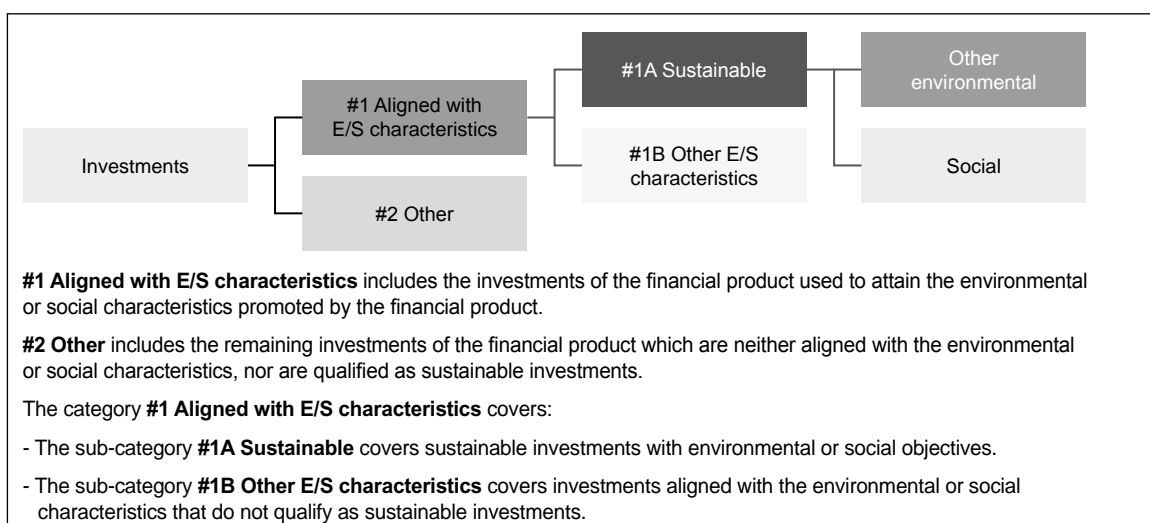 Investments
#1 Aligned with
E/S characteristics
#2 Other
#1A Sustainable
#1B Other E/S
characteristics
Other
environmental
Social
#1 Aligned with E/S characteristics includes the investments of the financial product used to attain the environmental
or social characteristics promoted by the financial product.
#2 Other includes the remaining investments of the financial product which are neither aligned with the environmental
or social characteristics, nor are qualified as sustainable investments.
The category #1 Aligned with E/S characteristics covers:
- The sub-category #1A Sustainable covers sustainable investments with environmental or social objectives.
- The sub-category #1B Other E/S characteristics covers investments aligned with the environmental or social
characteristics that do not qualify as sustainable investments.